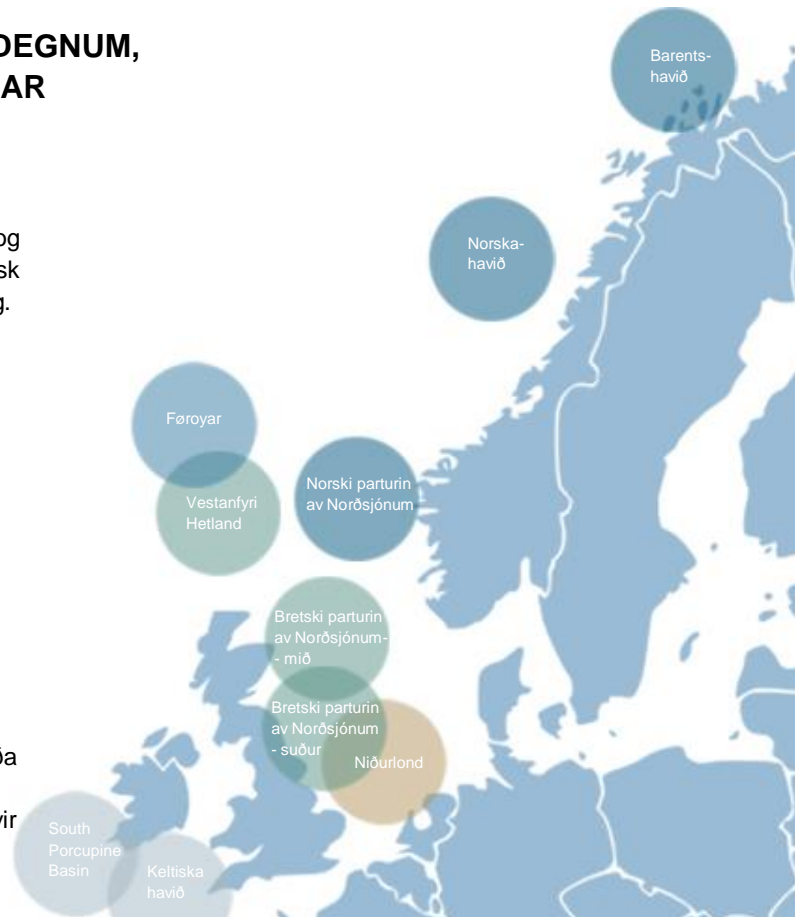 DEGNUM,
AR
og
sk
g.
ða
vir
Barents-
havið
Norska-
havið
Føroyar
Vestanfyri
Hetland
Norski parturin
av Norðsjónum
Bretski parturin
av Norðsjónum-
- mið
Bretski parturin
av Norðsjónum
- suður
Niðurlond
South
Porcupine
Basin
Keltiska
havið